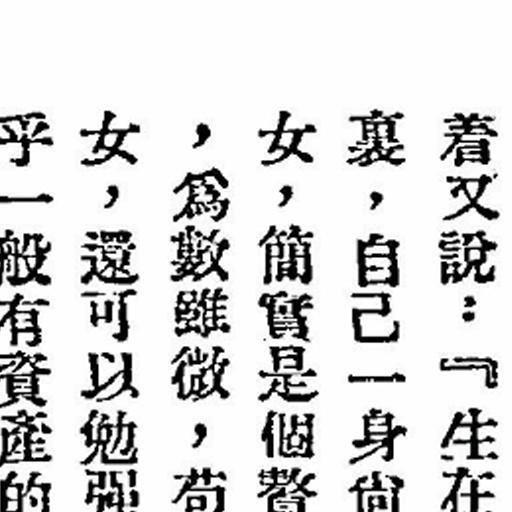 着又說：『生在
裏，自己一身尙
女，簡實是個贅
，爲數雖微，苟
女，還可以勉强
乎一般有資產的